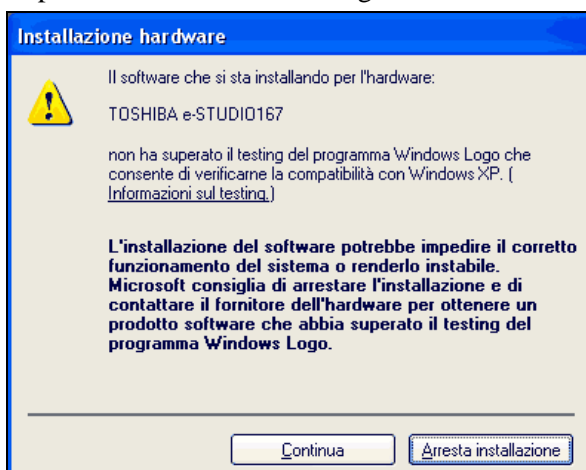 Installazione hardware
Il software che si sta installando per l'hardware:
TOSHIBA e-STUDIO167
non ha superato il testing del programma Windows Logo che
consente di verificarne la compatibilità con Windows XP. (
Informazioni sul testing.)
L'installazione del software potrebbe impedire il corretto
funzionamento del sistema o renderlo instabile.
Microsoft consiglia di arrestare l'installazione e di
contattare il fornitore dell'hardware per ottenere un
prodotto software che abbia superato il testing del
programma Windows Logo.
Continua
Arresta installazione